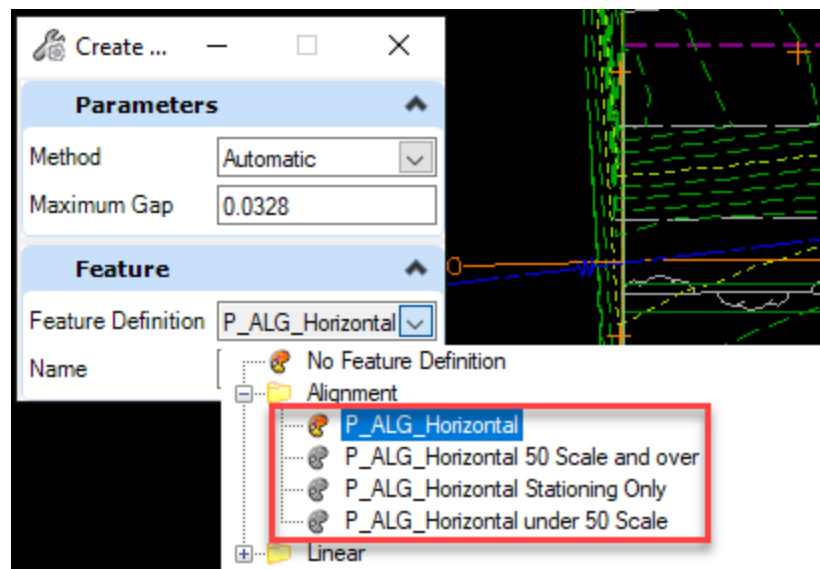 Create ...
Parameters
Method Automatic
Maximum Gap 0.0328
Feature
Feature Definition P_ALG_Horizontal
Name
No Feature Definition
Alignment
P_ALG_Horizontal
P_ALG_Horizontal 50 Scale and over
P_ALG_Horizontal Stationing Only
P_ALG_Horizontal under 50 Scale
Linear